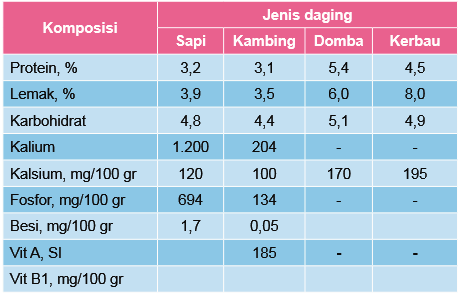 Komposisi Jenis daging
Sapi Kambing Domba Kerbau
Protein, % 3,2 3,1 5,4 4,5
Lemak, % 3,9 3,5 6,0 8,0
Karbohidrat 4,8 4,4 5,1 4,9
Kalium 1.200 204 - -
Kalsium, mg/100 gr 120 100 170 195
Fosfor, mg/100 gr 694 134 - -
Besi, mg/100 gr 1,7 0,05
Vit A, SI 185 - -
Vit B1, mg/100 gr